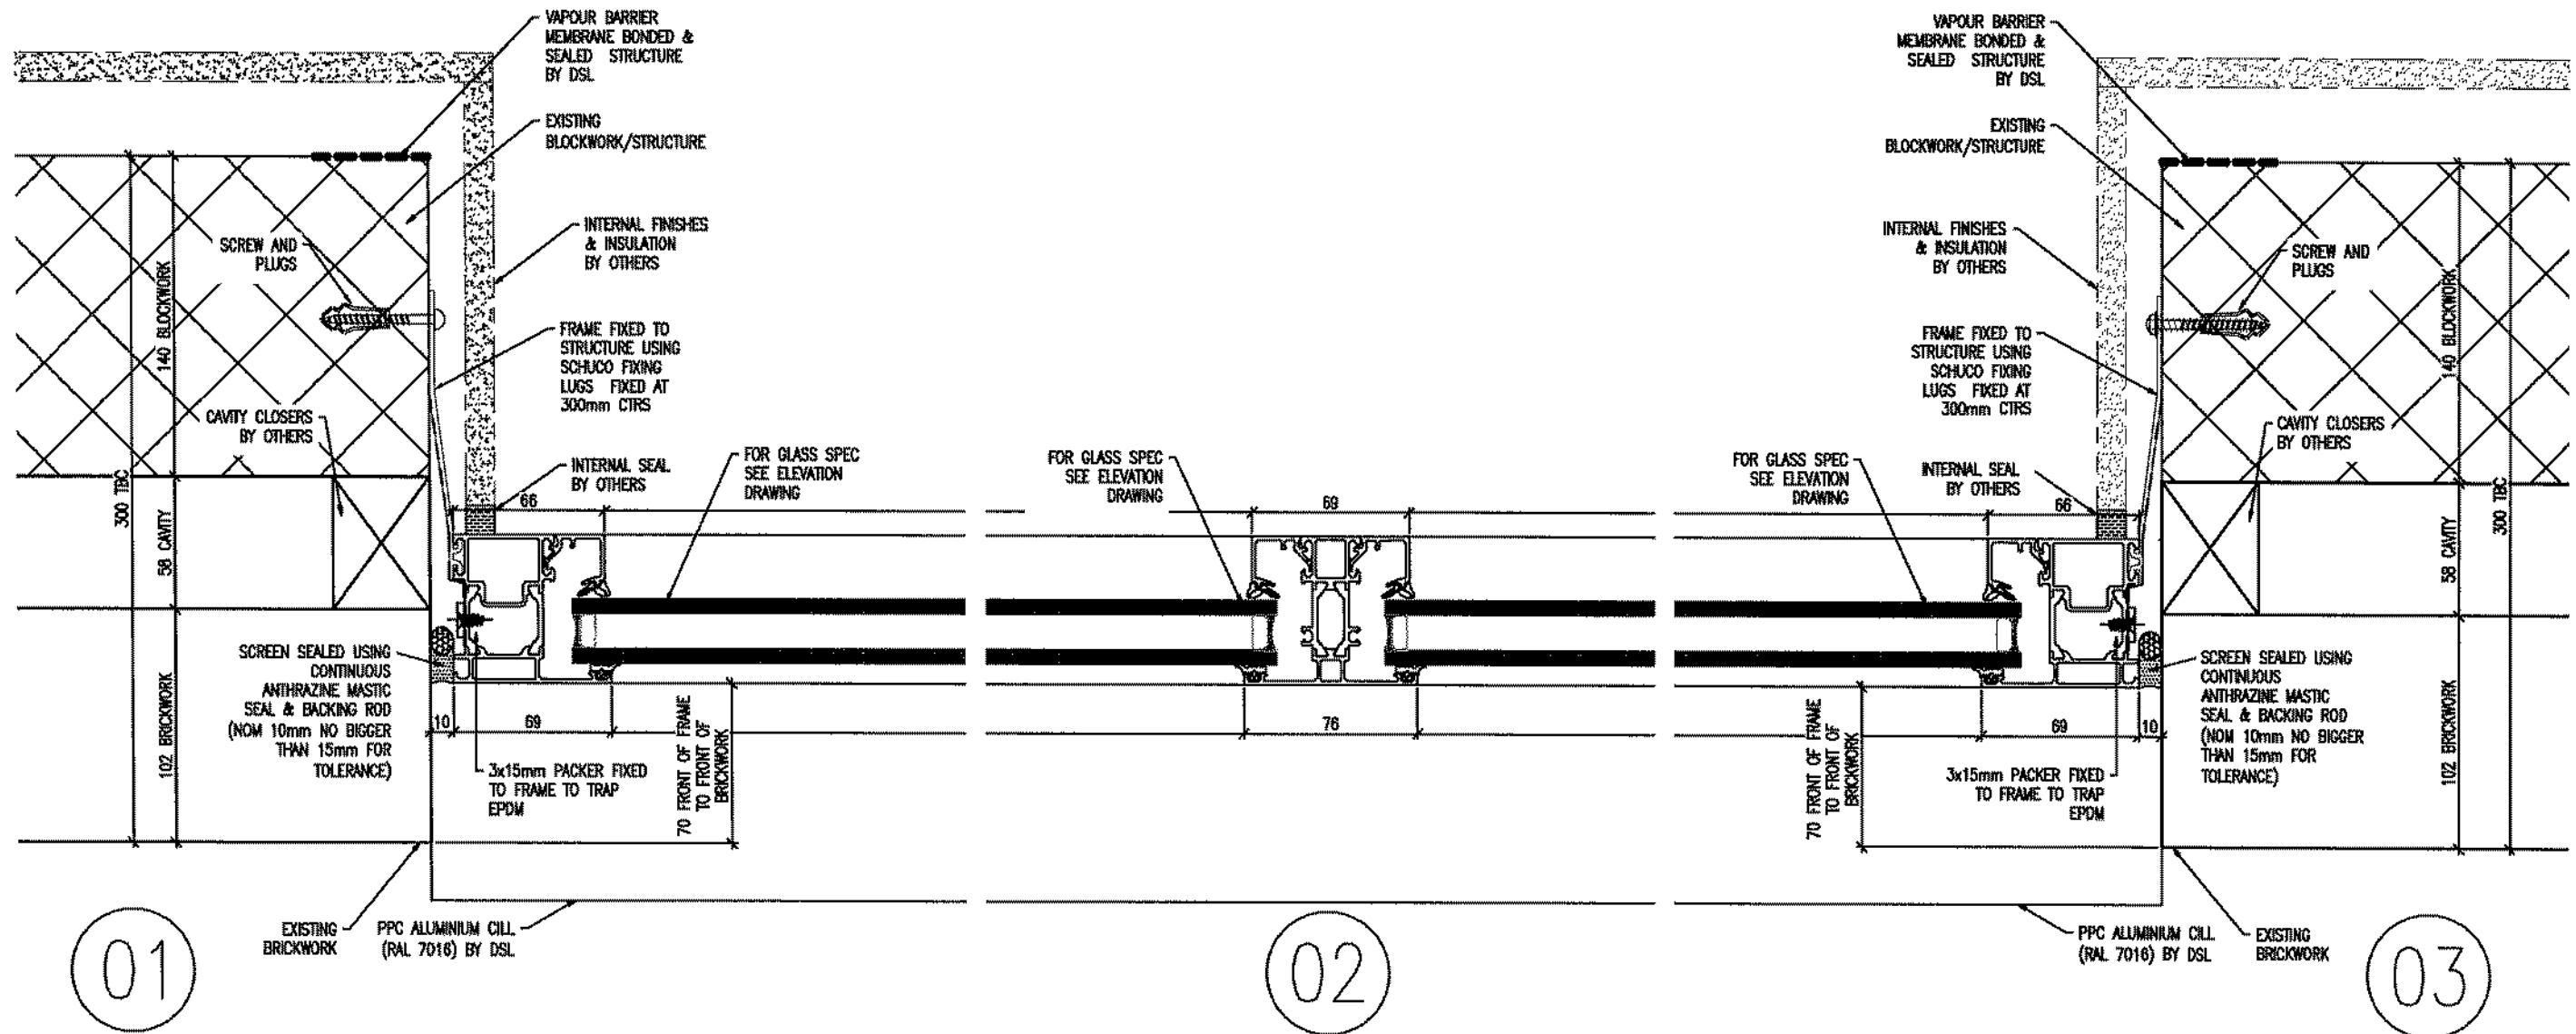 VAPOUR BARRIER
MEMBRANE BONDED &
SEALED STRUCTURE
BY DSL
EXISTING
BLOCKWORK/STRUCTURE
SCREW AND
PLUGS
INTERNAL FINISHES
& INSULATION
BY OTHERS
FRAME FIXED TO
STRUCTURE USING
SCHUCO FIXING
LUGS FIXED AT
300mm CTRS
CAVITY CLOSERS
BY OTHERS
INTERNAL SEAL
BY OTHERS
FOR GLASS SPEC
SEE ELEVATION
DRAWING
140 BLOCKWORK
300 TBC
58 CAVITY
102 BRICKWORK
66
SCREEN SEALED USING
CONTINUOUS
ANTHRAZINE MASTIC
SEAL & BACKING ROD
(NOM 10mm NO BIGGER
THAN 15mm FOR
TOLERANCE)
10
69
3x15mm PACKER FIXED
TO FRAME TO TRAP
EPDM
70 FRONT OF FRAME
TO FRONT OF
BRICKWORK
EXISTING
BRICKWORK
PPC ALUMINIUM CILL
(RAL 7016) BY DSL
01
FOR GLASS SPEC
SEE ELEVATION
DRAWING
69
76
02
VAPOUR BARRIER
MEMBRANE BONDED &
SEALED STRUCTURE
BY DSL
EXISTING
BLOCKWORK/STRUCTURE
INTERNAL FINISHES
& INSULATION
BY OTHERS
SCREW AND
PLUGS
FRAME FIXED TO
STRUCTURE USING
SCHUCO FIXING
LUGS FIXED AT
300mm CTRS
CAVITY CLOSERS
BY OTHERS
FOR GLASS SPEC
SEE ELEVATION
DRAWING
INTERNAL SEAL
BY OTHERS
66
140 BLOCKWORK
300 TBC
58 CAVITY
102 BRICKWORK
SCREEN SEALED USING
CONTINUOUS
ANTHRAZINE MASTIC
SEAL & BACKING ROD
(NOM 10mm NO BIGGER
THAN 15mm FOR
TOLERANCE)
69
10
70 FRONT OF FRAME
TO FRONT OF
BRICKWORK
3x15mm PACKER FIXED
TO FRAME TO TRAP
EPDM
PPC ALUMINIUM CILL
(RAL 7016) BY DSL
EXISTING
BRICKWORK
03